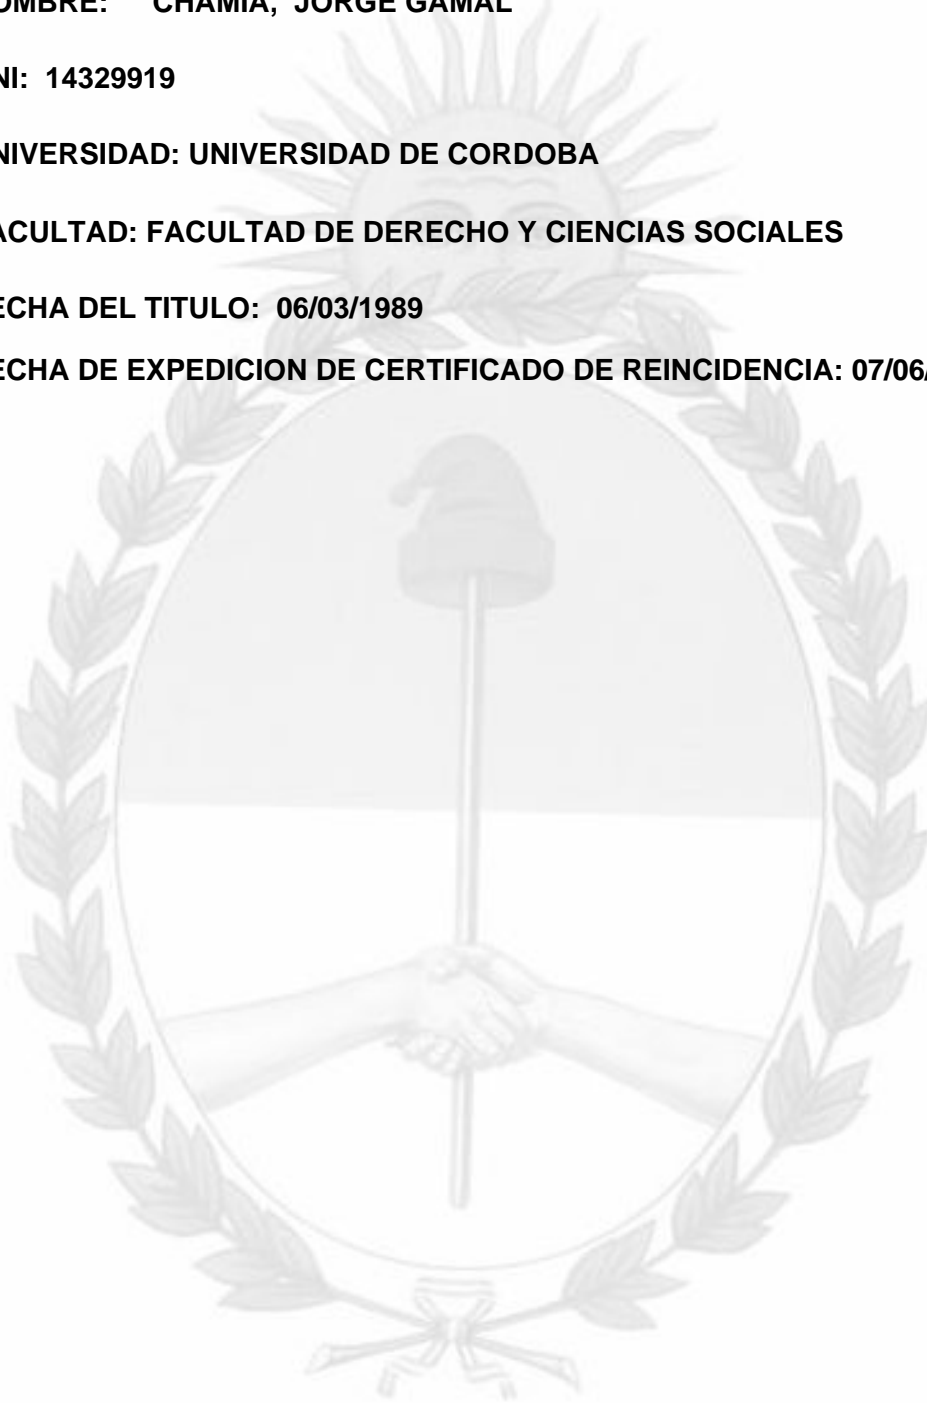 OMBRE: CHAMIA, JORGE GAMAL
NI: 14329919
NIVERSIDAD: UNIVERSIDAD DE CORDOBA
ACULTAD: FACULTAD DE DERECHO Y CIENCIAS SOCIALES
ECHA DEL TITULO: 06/03/1989
ECHA DE EXPEDICION DE CERTIFICADO DE REINCIDENCIA: 07/06/